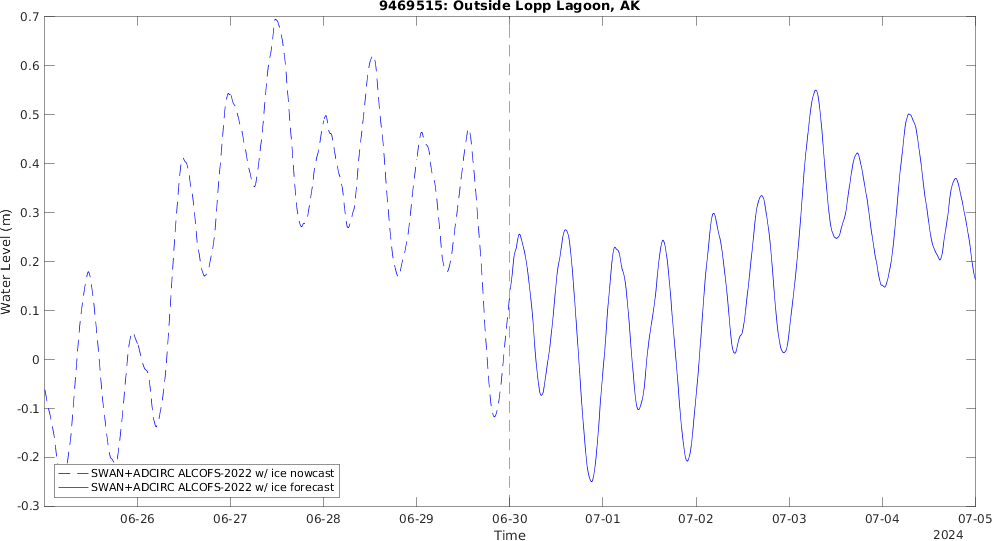 9469515: Outside Lopp Lagoon, AK
0.7
0.6
0.5
0.4
0.3
0.2
0.1
0
-0.1
-0.2
-0.3
Water Level (m)
SWAN+ADCIRC ALCOFS-2022 w/ ice nowcast
SWAN+ADCIRC ALCOFS-2022 w/ ice forecast
06-26 06-27 06-28 06-29 06-30 07-01 07-02 07-03 07-04 07-05
Time
2024